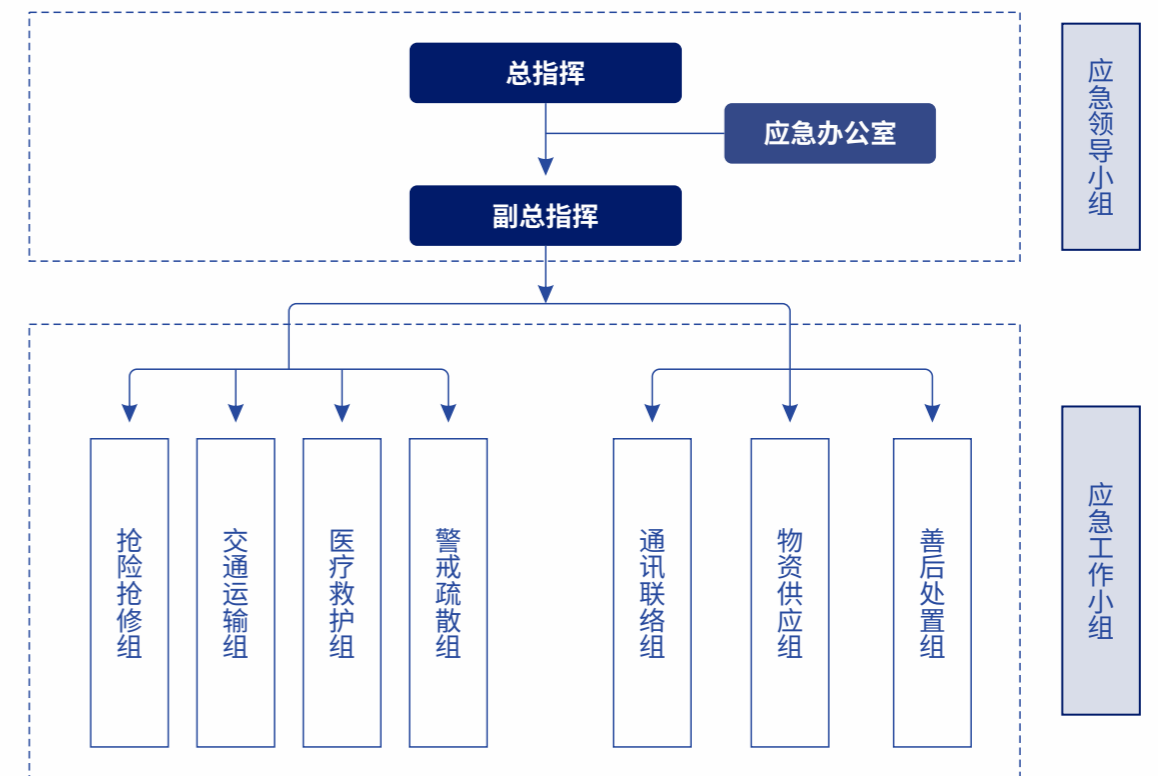 总指挥
应急办公室
副总指挥
应急领导小组
抢险抢修组
交通运输组
医疗救护组
警戒疏散组
通讯联络组
物资供应组
善后处置组
应急工作小组